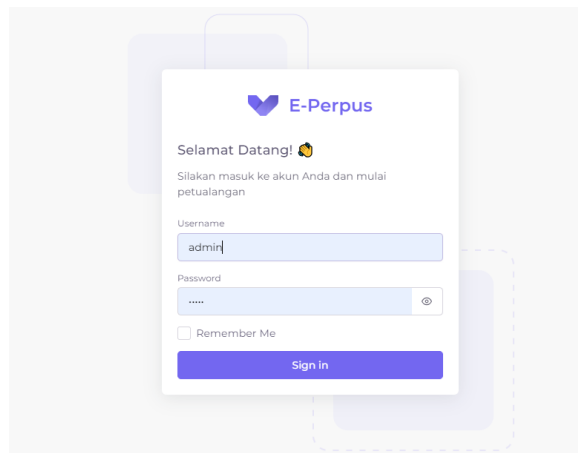 E-Perpus
Selamat Datang! 👏
Silakan masuk ke akun Anda dan mulai
petualangan
Username
admin
Password
·····
Remember Me
Sign in